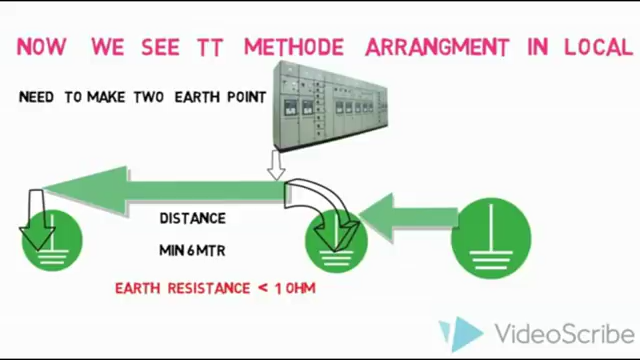 NOW WE SEE TT METHODE ARRANGMENT IN LOCAL
NEED TO MAKE TWO EARTH POINT
DISTANCE
MIN 6 MTR
EARTH RESISTANCE < 1 OHM
VideoScribe